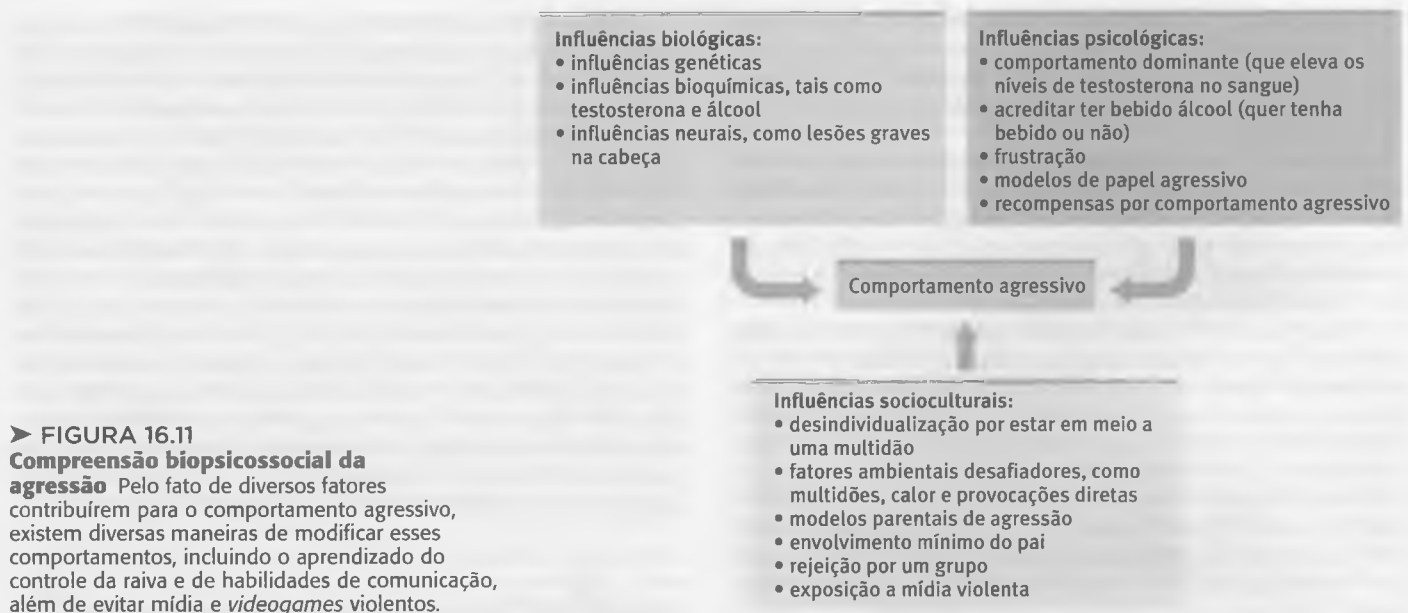 Influências biológicas:
• influências genéticas
• influências bioquímicas, tais como
testosterona e álcool
• influências neurais, como lesões graves
na cabeça
Influências psicológicas:
• comportamento dominante (que eleva os
níveis de testosterona no sangue)
• acreditar ter bebido álcool (quer tenha
bebido ou não)
• frustração
• modelos de papel agressivo
• recompensas por comportamento agressivo
Comportamento agressivo
Influências socioculturais:
• desindividualização por estar em meio a
uma multidão
• fatores ambientais desafiadores, como
multidões, calor e provocações diretas
• modelos parentais de agressão
• envolvimento mínimo do pai
• rejeição por um grupo
• exposição a mídia violenta
➤ FIGURA 16.11
Compreensão biopsicossocial da
agressão Pelo fato de diversos fatores
contribuírem para o comportamento agressivo,
existem diversas maneiras de modificar esses
comportamentos, incluindo o aprendizado do
controle da raiva e de habilidades de comunicação,
além de evitar mídia e videogames violentos.